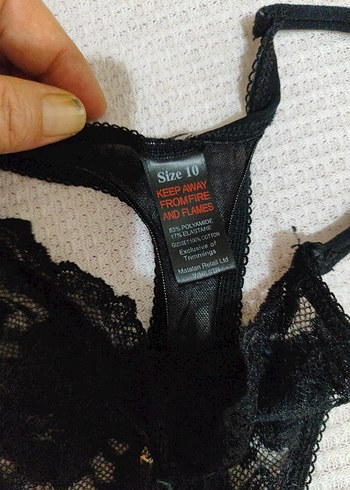 Size 10
KEEP AWAY
FROM FIRE
AND FLAMES
83% POLYAMIDE
17% ELASTANE
GUSSET:100% COTTON
Exclusive of
Trimmings
Matalan Retail Ltd